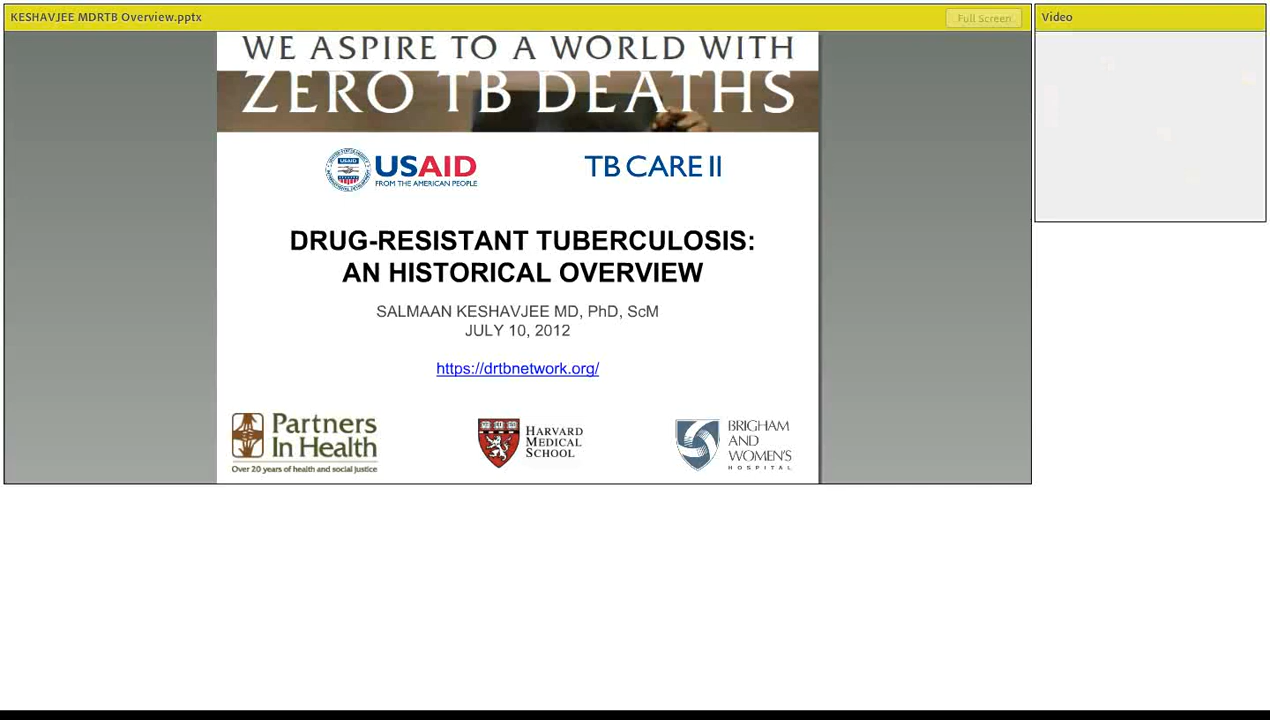 KESHAVJEE MDRTB Overview.pptx
Full Screen
Video
WE ASPIRE TO A WORLD WITH
ZERO TB DEATHS
USAID
FROM THE AMERICAN PEOPLE
TB CARE II
DRUG-RESISTANT TUBERCULOSIS:
AN HISTORICAL OVERVIEW
SALMAAN KESHAVJEE MD, PhD, ScM
JULY 10, 2012
https://drtbnetwork.org/
Partners
In Health
Over 20 years of health and social justice
HARVARD
MEDICAL
SCHOOL
BRIGHAM
AND
WOMEN'S
HOSPITAL